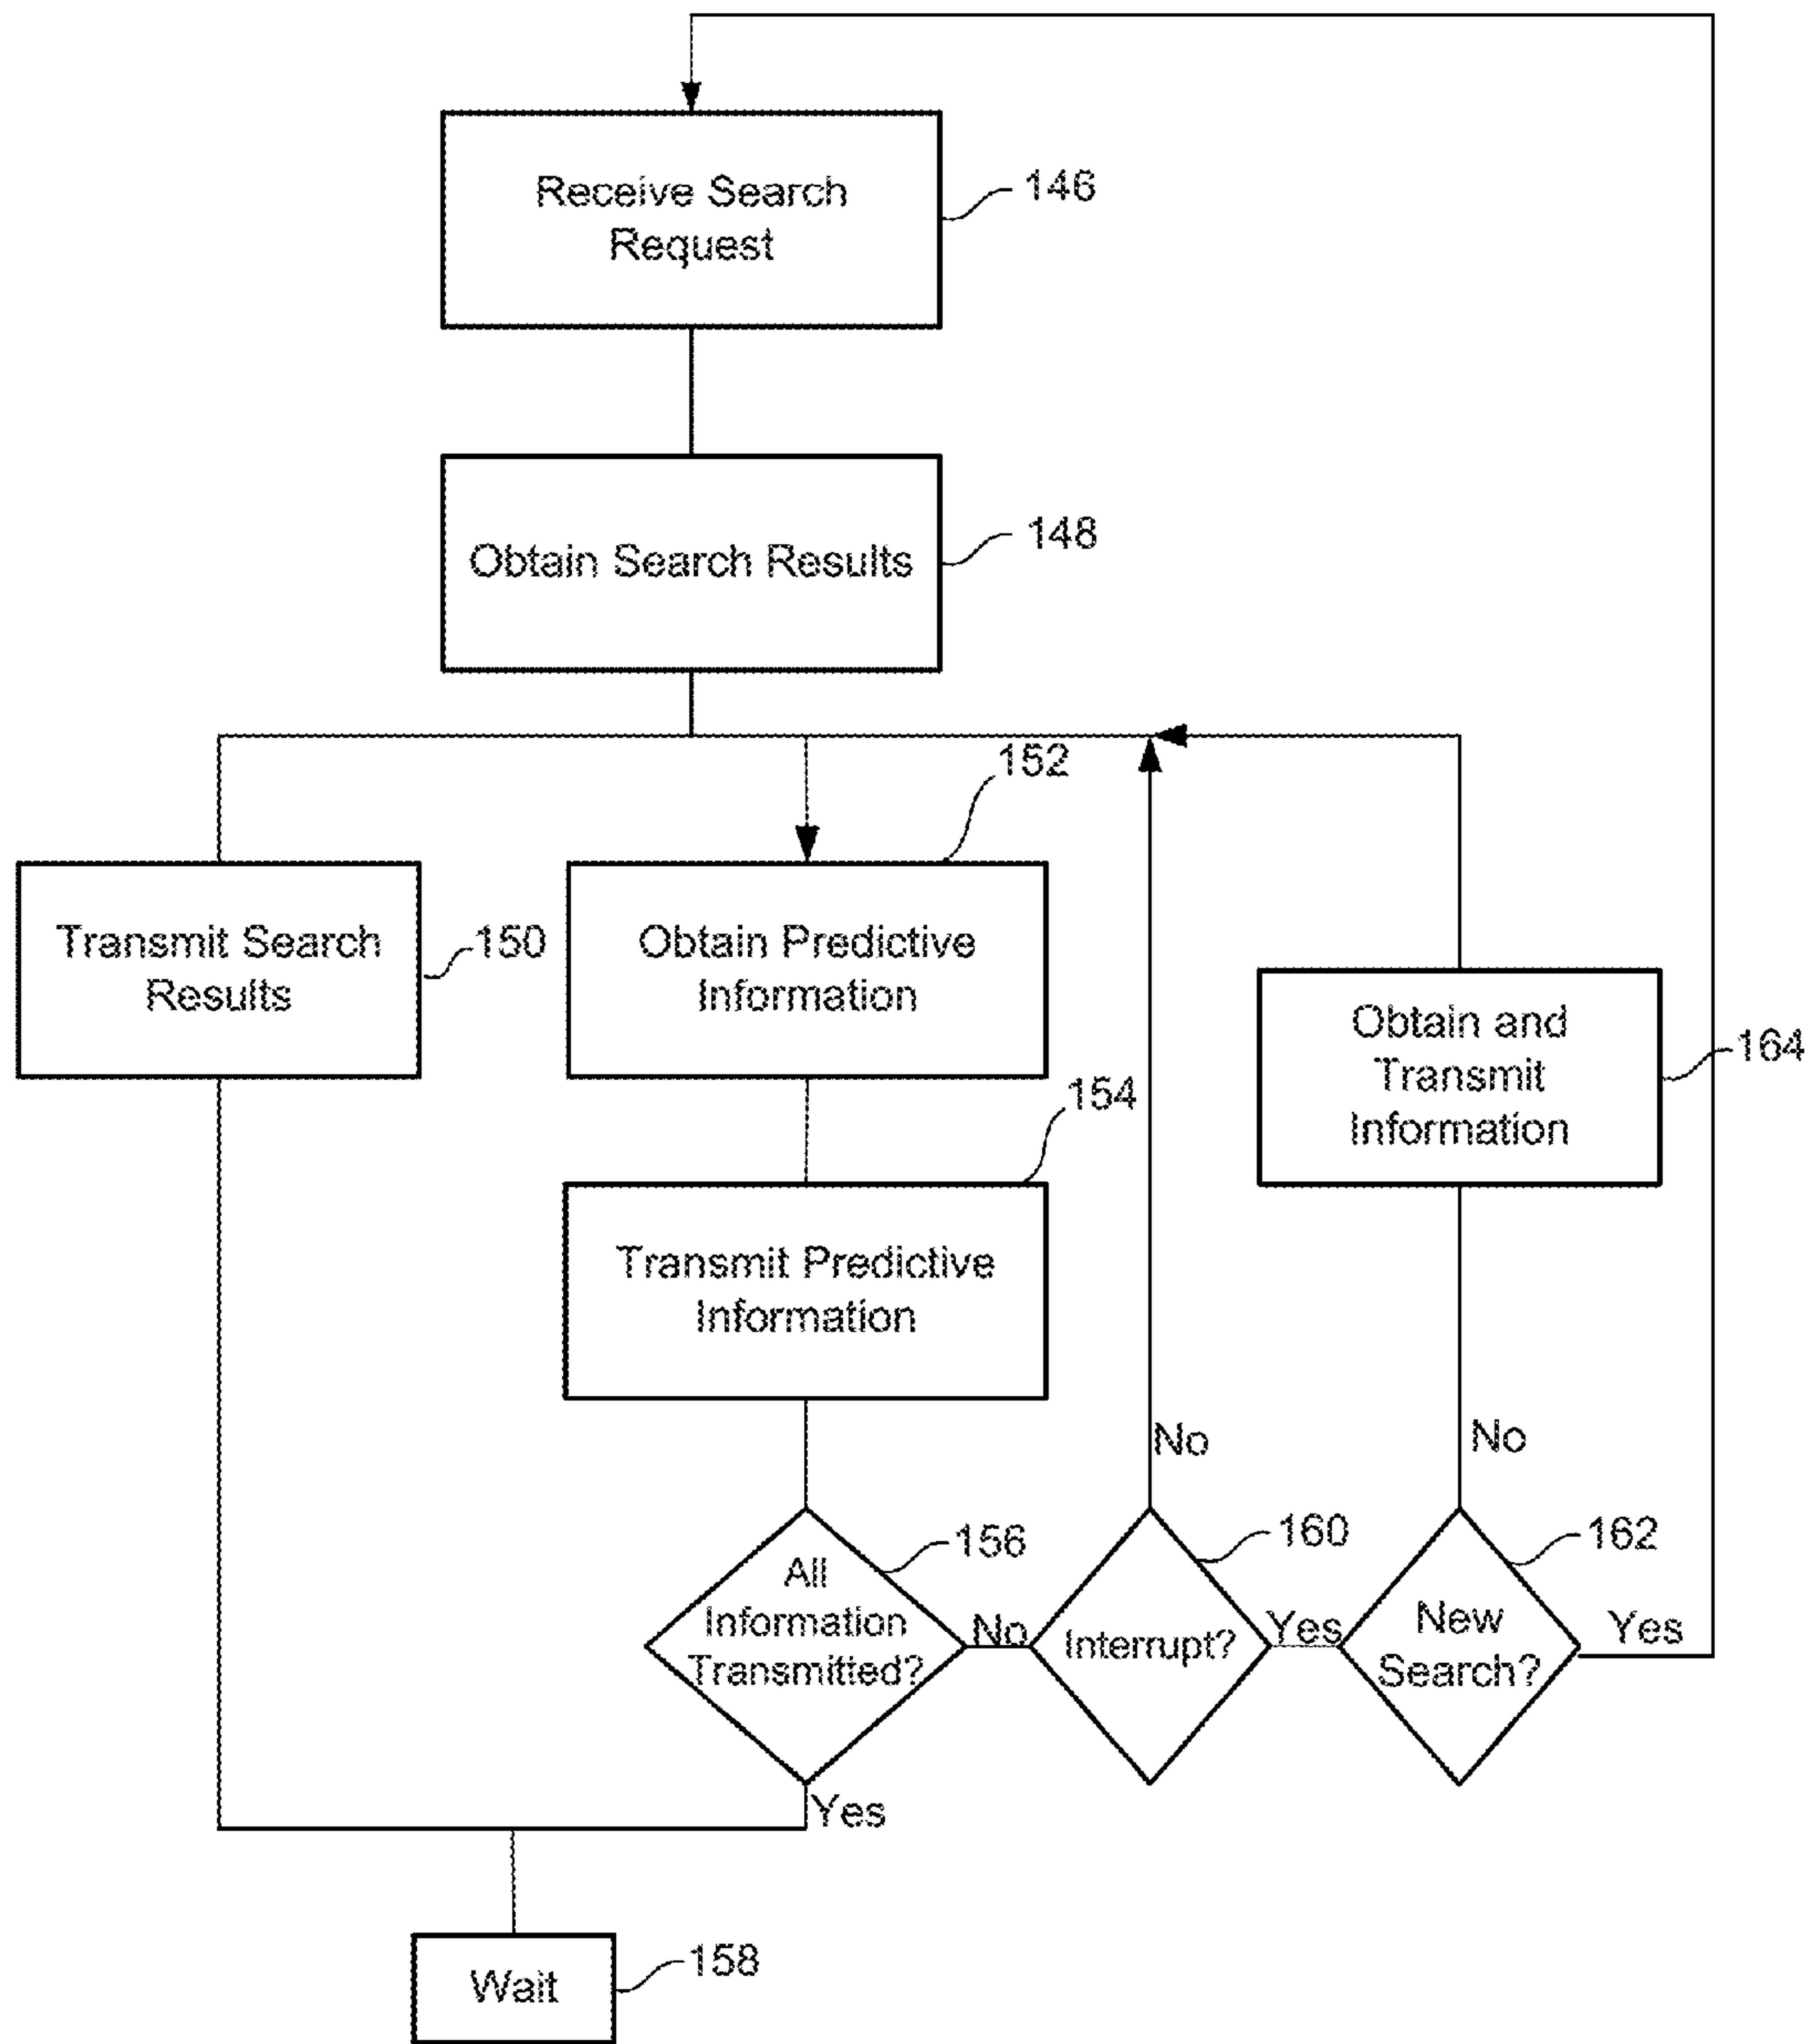 Receive Search
Request
146
Obtain Search Results
148
152
Transmit Search
Results
150
Obtain Predictive
Information
Obtain and
Transmit
Information
164
154
Transmit Predictive
Information
No
No
All
Information
Transmitted?
156
No
Interrupt?
160
Yes
New
Search?
162
Yes
Yes
Wait
158